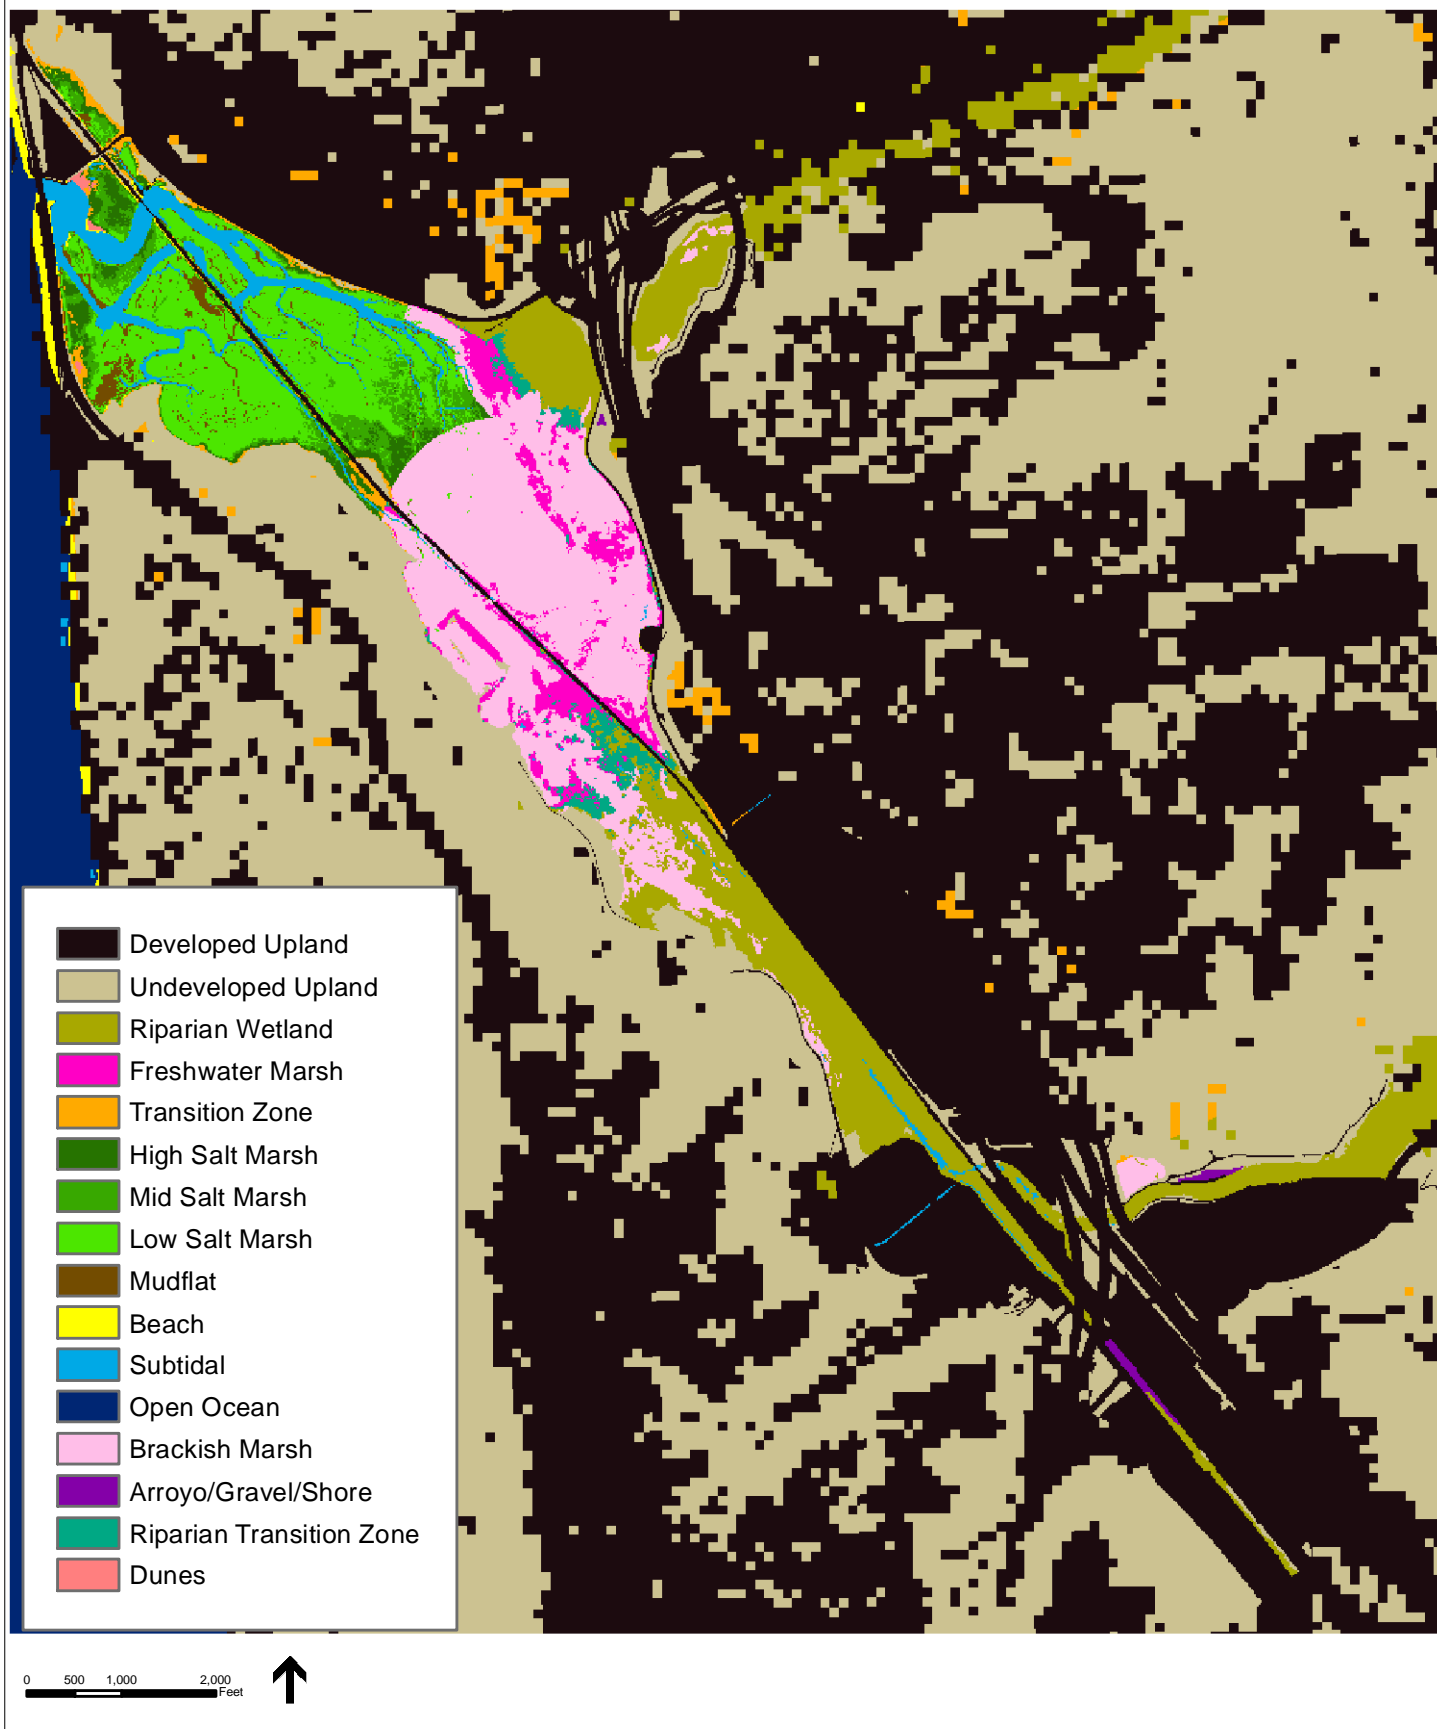 Developed Upland
Undeveloped Upland
Riparian Wetland
Freshwater Marsh
Transition Zone
High Salt Marsh
Mid Salt Marsh
Low Salt Marsh
Mudflat
Beach
Subtidal
Open Ocean
Brackish Marsh
Arroyo/Gravel/Shore
Riparian Transition Zone
Dunes
0 500 1,000 2,000
Feet